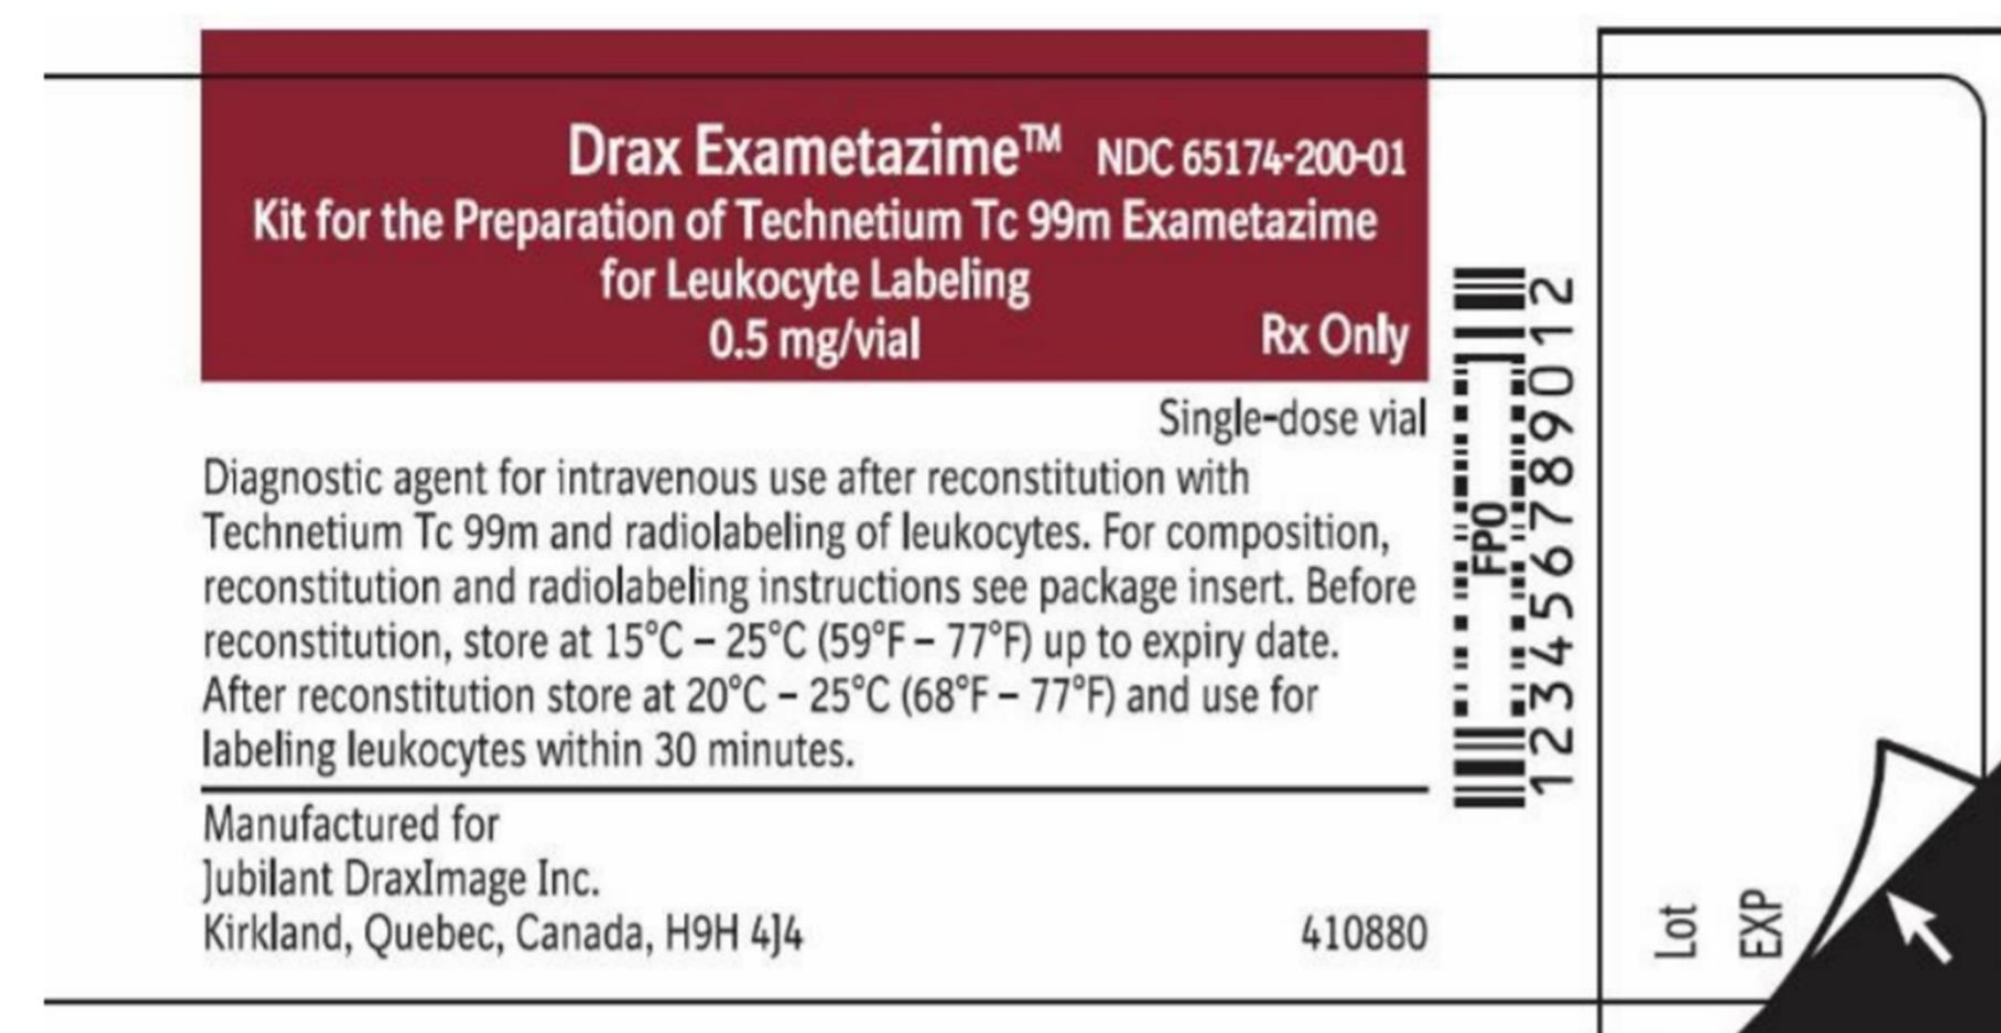 Drax Exametazime™ NDC 65174-200-01
Kit for the Preparation of Technetium Tc 99m Exametazime
for Leukocyte Labeling
0.5 mg/vial Rx Only
Single-dose vial
Diagnostic agent for intravenous use after reconstitution with
Technetium Tc 99m and radiolabeling of leukocytes. For composition,
reconstitution and radiolabeling instructions see package insert. Before
reconstitution, store at 15°C – 25°C (59°F – 77°F) up to expiry date.
After reconstitution store at 20°C – 25°C (68°F – 77°F) and use for
labeling leukocytes within 30 minutes.
Manufactured for
Jubilant DraxImage Inc.
Kirkland, Quebec, Canada, H9H 4J4
410880
FPO
123456789012
Lot
EXP